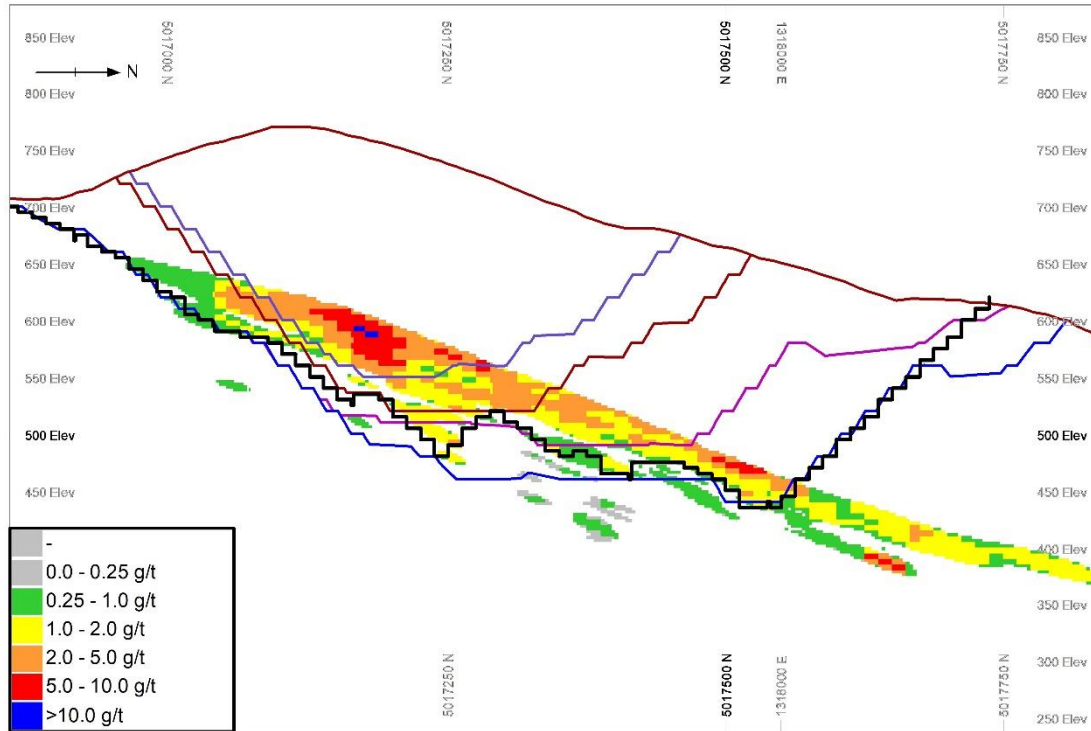 5017000 N
5017250 N
5017500 N
1318000 E
5017750 N
850 Elev
850 Elev
N
800 Elev
800 Elev
750 Elev
750 Elev
700 Elev
700 Elev
650 Elev
650 Elev
600 Elev
600 Elev
550 Elev
550 Elev
500 Elev
500 Elev
450 Elev
450 Elev
400 Elev
350 Elev
300 Elev
250 Elev
-
0.0 - 0.25 g/t
0.25 - 1.0 g/t
1.0 - 2.0 g/t
2.0 - 5.0 g/t
5.0 - 10.0 g/t
>10.0 g/t
5017250 N
5017500 N
1318000 E
5017750 N